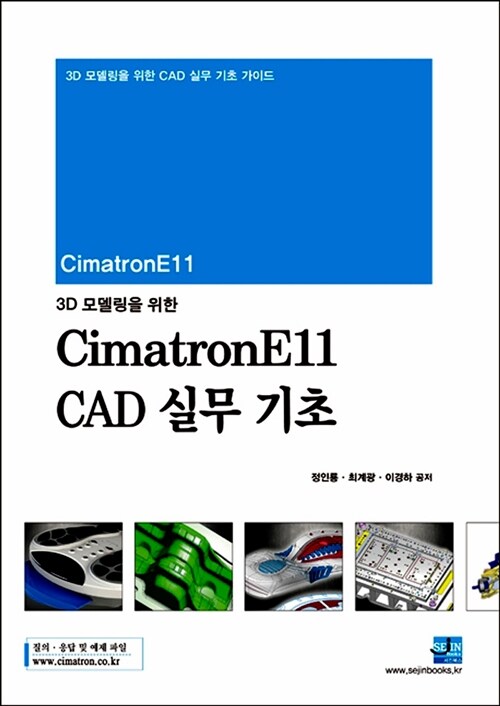 3D 모델링을 위한 CAD 실무 기초 가이드
CimatronE11
3D 모델링을 위한
CimatronE11
CAD 실무 기초
정인룡 · 최계광 · 이경하 공저
질의 · 응답 및 예제 파일
www.cimatron.co.kr
SEJIN
www.sejinbooks.kr